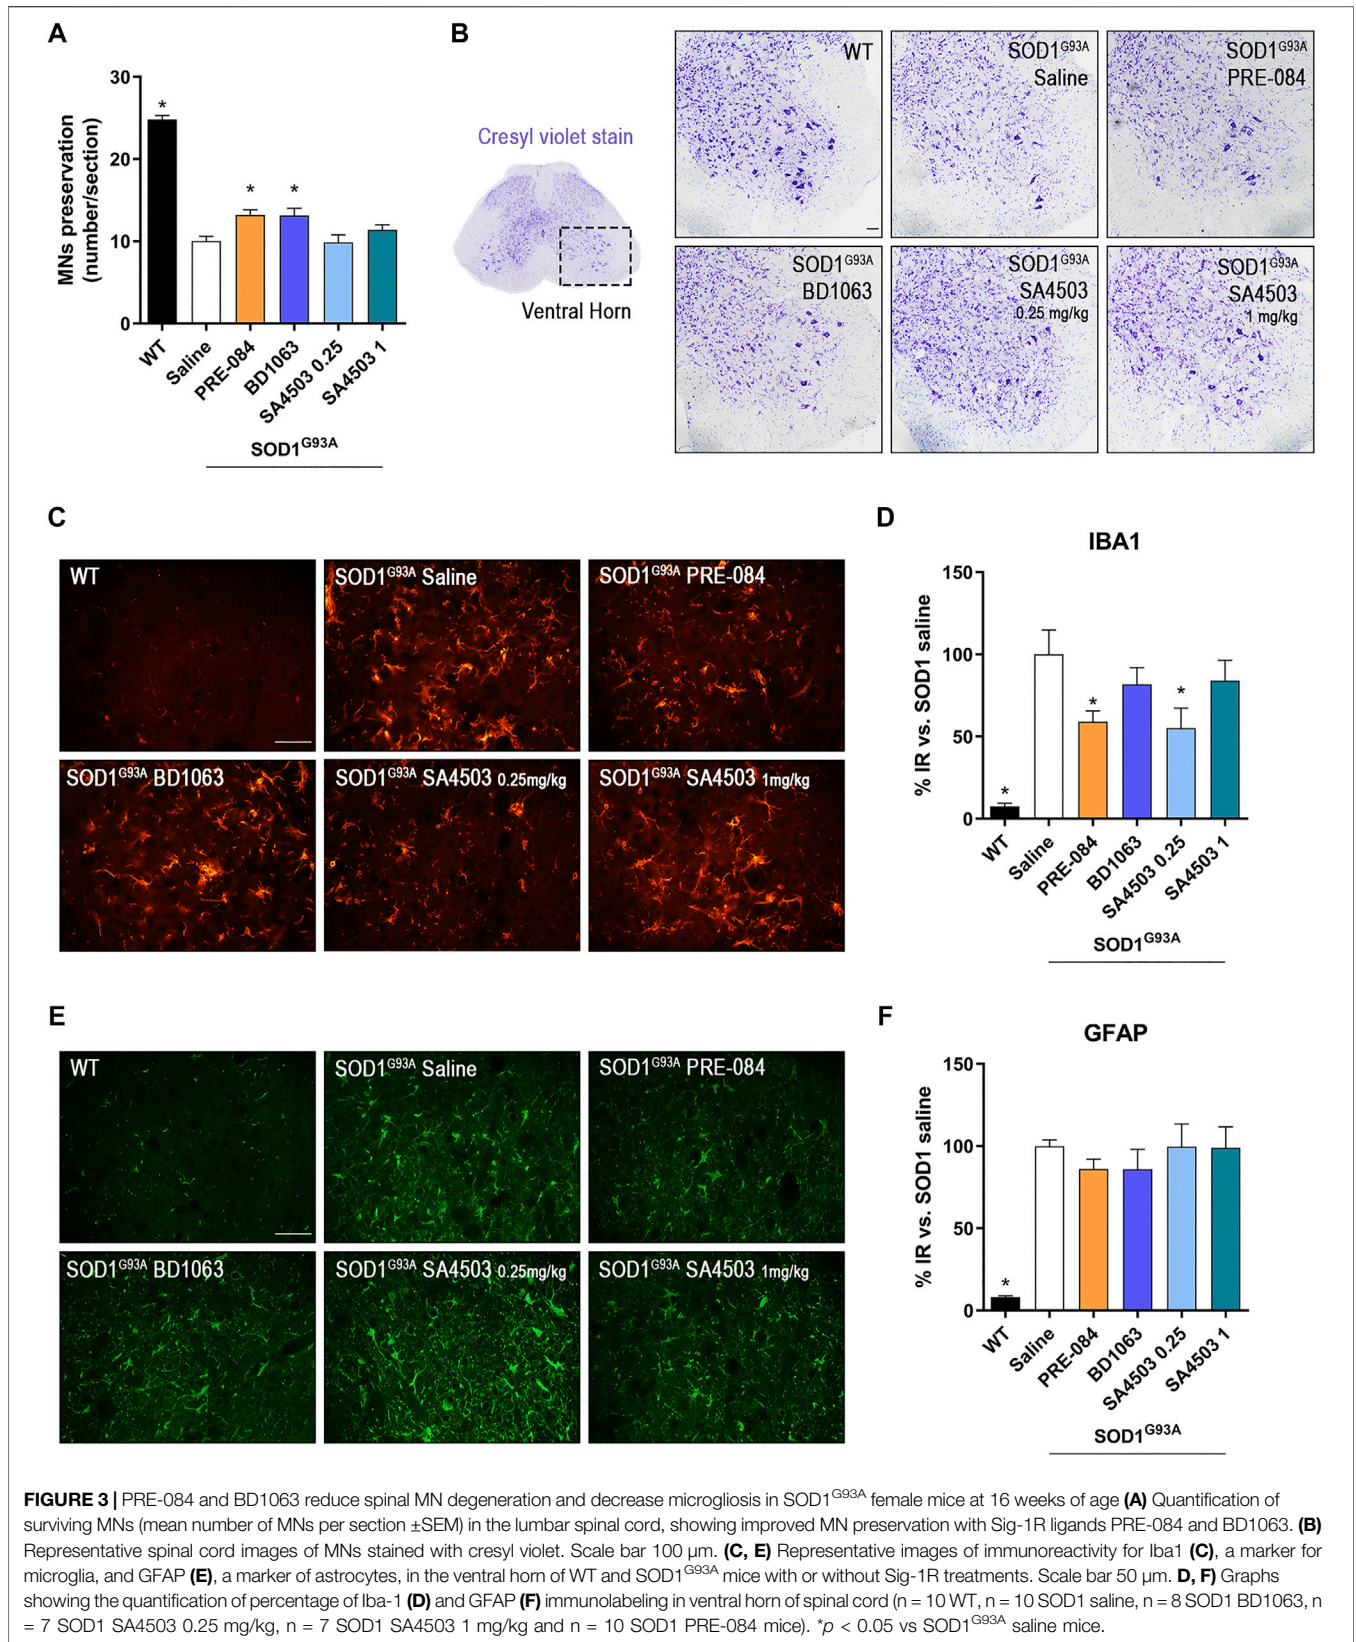 A
30
20
10
0
MNs preservation
(number/section)
*
*
*
WT
Saline
PRE-084
BD1063
SA4503 0.25
SA4503 1
SOD1G93A
B
Cresyl violet stain
Ventral Horn
WT
SOD1G93A
Saline
SOD1G93A
PRE-084
SOD1G93A
BD1063
SOD1G93A
SA4503
0.25 mg/kg
SOD1G93A
SA4503
1 mg/kg
C
WT
SOD1G93A Saline
SOD1G93A PRE-084
SOD1G93A BD1063
SOD1G93A SA4503 0.25mg/kg
SOD1G93A SA4503 1mg/kg
D
IBA1
150
100
50
0
% IR vs. SOD1 saline
*
*
*
WT
Saline
PRE-084
BD1063
SA4503 0.25
SA4503 1
SOD1G93A
E
WT
SOD1G93A Saline
SOD1G93A PRE-084
SOD1G93A BD1063
SOD1G93A SA4503 0.25mg/kg
SOD1G93A SA4503 1mg/kg
F
GFAP
150
100
50
0
% IR vs. SOD1 saline
*
WT
Saline
PRE-084
BD1063
SA4503 0.25
SA4503 1
SOD1G93A
FIGURE 3 | PRE-084 and BD1063 reduce spinal MN degeneration and decrease microgliosis in SOD1G93A female mice at 16 weeks of age (A) Quantification of
surviving MNs (mean number of MNs per section ±SEM) in the lumbar spinal cord, showing improved MN preservation with Sig-1R ligands PRE-084 and BD1063. (B)
Representative spinal cord images of MNs stained with cresyl violet. Scale bar 100 µm. (C, E) Representative images of immunoreactivity for Iba1 (C), a marker for
microglia, and GFAP (E), a marker of astrocytes, in the ventral horn of WT and SOD1G93A mice with or without Sig-1R treatments. Scale bar 50 µm. D, F) Graphs
showing the quantification of percentage of Iba-1 (D) and GFAP (F) immunolabeling in ventral horn of spinal cord (n = 10 WT, n = 10 SOD1 saline, n = 8 SOD1 BD1063, n
= 7 SOD1 SA4503 0.25 mg/kg, n = 7 SOD1 SA4503 1 mg/kg and n = 10 SOD1 PRE-084 mice). *p < 0.05 vs SOD1G93A saline mice.